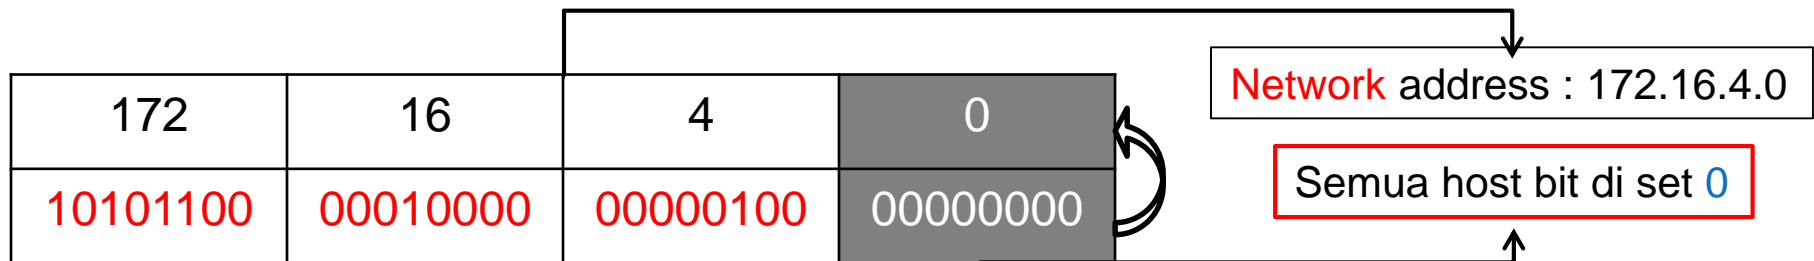 172 16 4 0
10101100 00010000 00000100 00000000
Network address : 172.16.4.0
Semua host bit di set 0